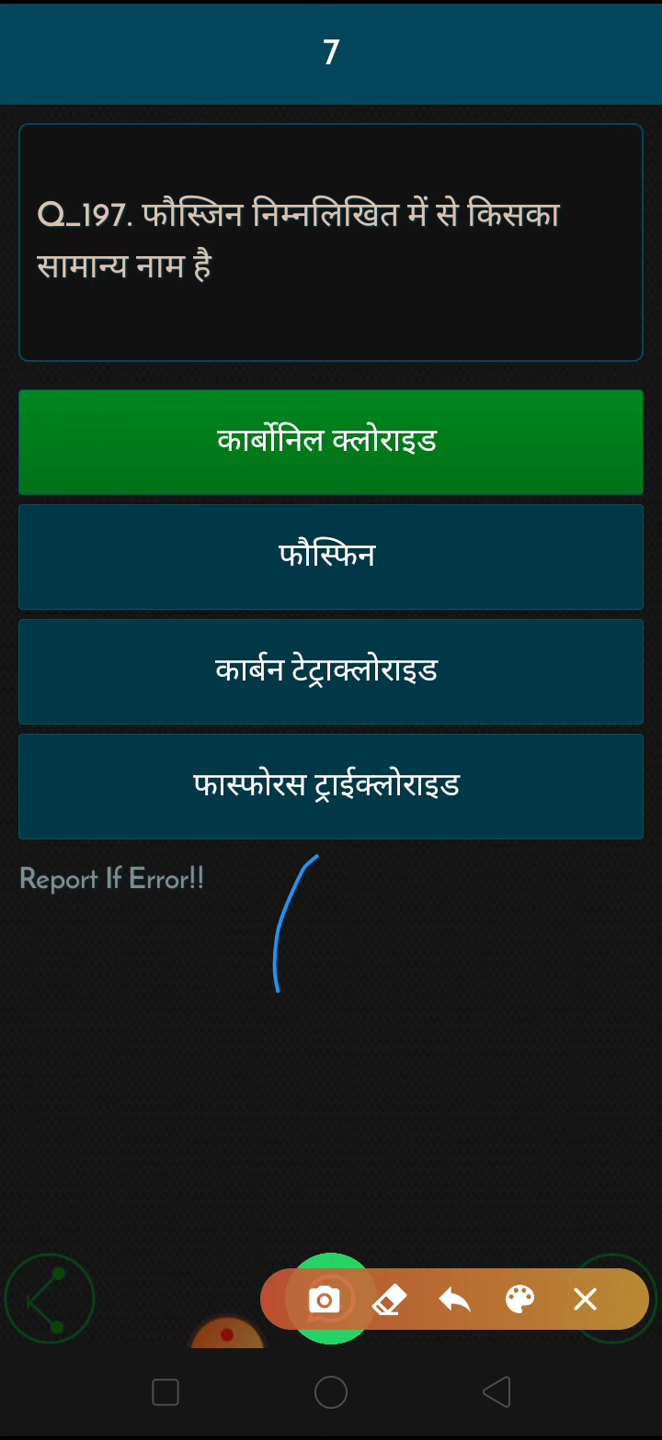 7
Q_197. फौस्जिन निम्नलिखित में से किसका
सामान्य नाम है
कार्बोनिल क्लोराइड
फौस्फिन
कार्बन टेट्राक्लोराइड
फास्फोरस ट्राईक्लोराइड
Report If Error!!